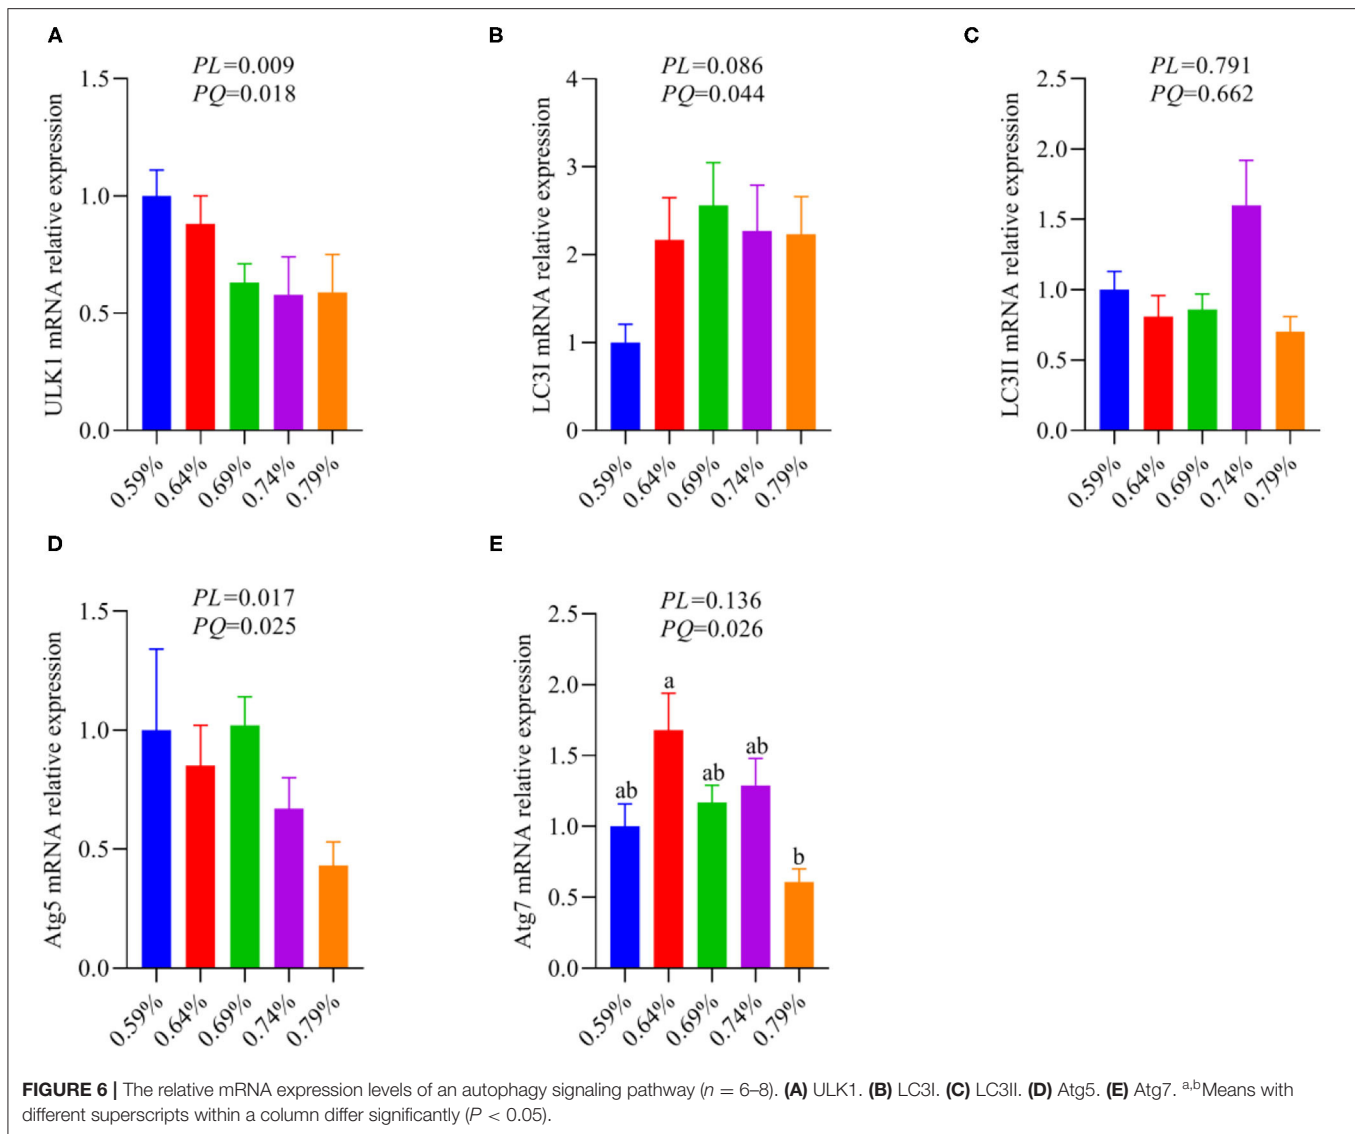 A
PL=0.009
PQ=0.018
ULK1 mRNA relative expression
1.5
1.0
0.5
0.0
0.59%
0.64%
0.69%
0.74%
0.79%
B
PL=0.086
PQ=0.044
LC3I mRNA relative expression
4
3
2
1
0
0.59%
0.64%
0.69%
0.74%
0.79%
C
PL=0.791
PQ=0.662
LC3II mRNA relative expression
2.5
2.0
1.5
1.0
0.5
0.0
0.59%
0.64%
0.69%
0.74%
0.79%
D
PL=0.017
PQ=0.025
Atg5 mRNA relative expression
1.5
1.0
0.5
0.0
0.59%
0.64%
0.69%
0.74%
0.79%
E
PL=0.136
PQ=0.026
Atg7 mRNA relative expression
2.5
2.0
1.5
1.0
0.5
0.0
ab
a
ab
ab
b
0.59%
0.64%
0.69%
0.74%
0.79%
FIGURE 6 | The relative mRNA expression levels of an autophagy signaling pathway (n = 6–8). (A) ULK1. (B) LC3I. (C) LC3II. (D) Atg5. (E) Atg7. a,bMeans with
different superscripts within a column differ significantly (P < 0.05).